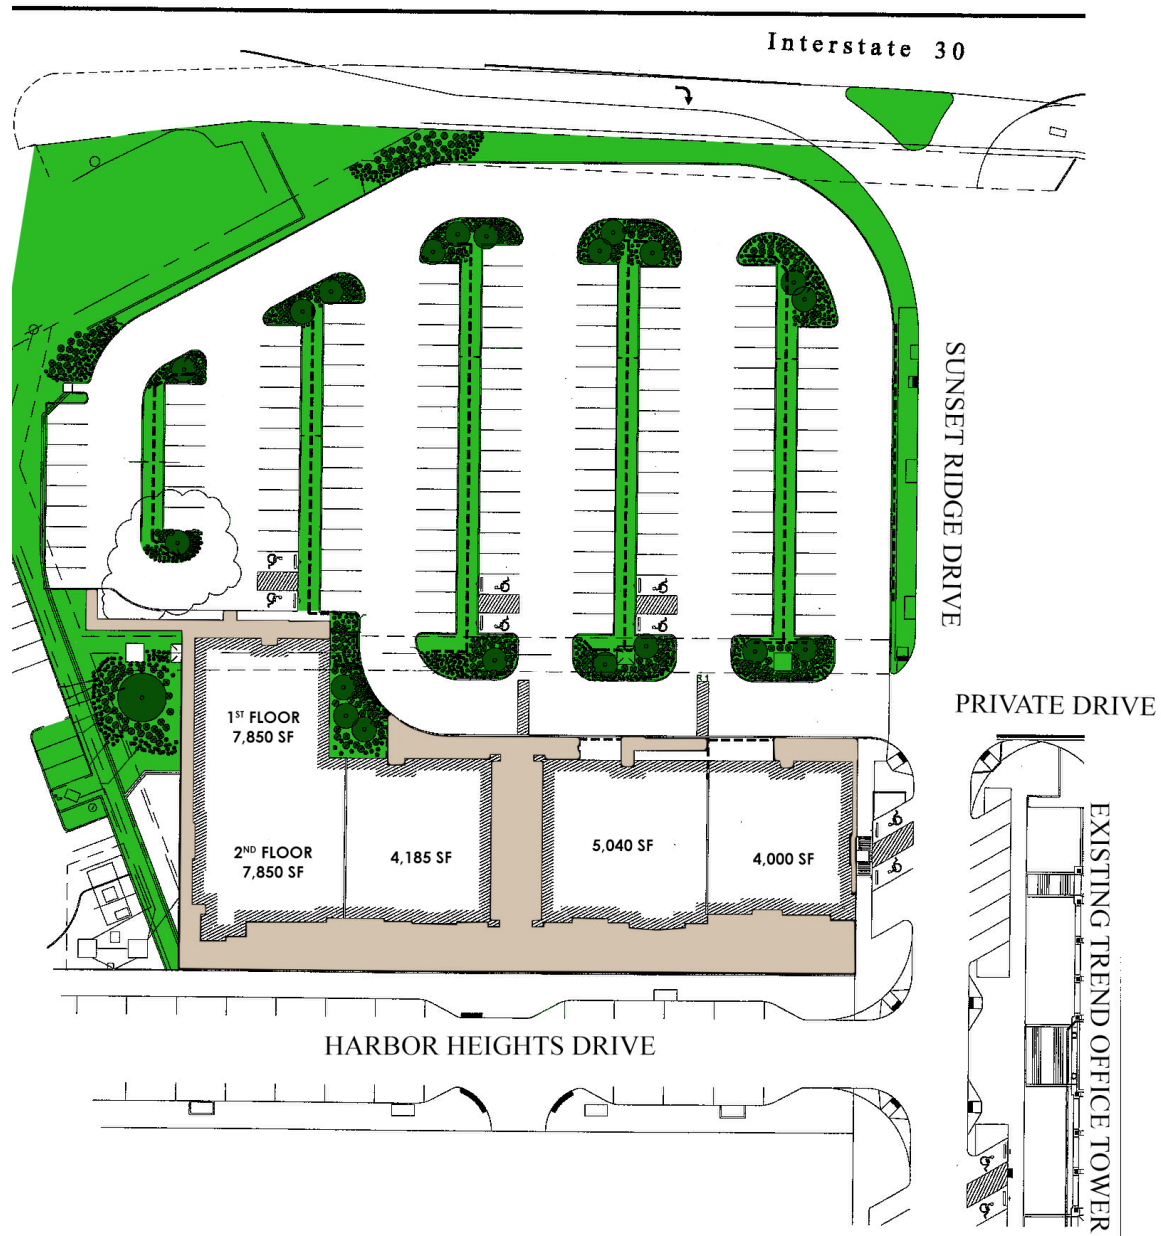 Interstate 30
SUNSET RIDGE DRIVE
PRIVATE DRIVE
1ST FLOOR
7,850 SF
2ND FLOOR
7,850 SF
4,185 SF
5,040 SF
4,000 SF
EXISTING TREND OFFICE TOWER
HARBOR HEIGHTS DRIVE